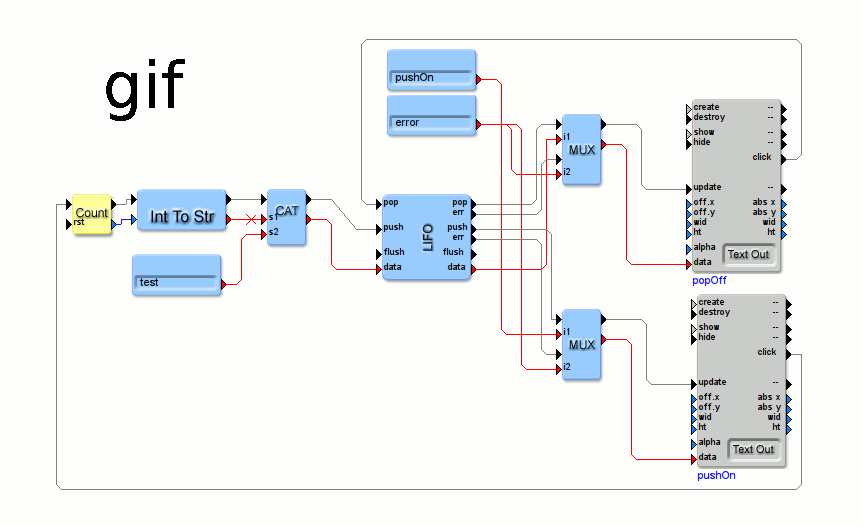 gif
pushOn
error
i1
MUX
i2
create --
destroy --
show --
hide --
click
update --
off.x abs x
off.y abs y
wid wid
ht ht
alpha
Text Out
data
popOff
Count
rst
Int To Str
CAT
s1
s2
test
pop pop
err
push push
err
flush flush
data data
LIFO
i1
MUX
i2
create --
destroy --
show --
hide --
click
update --
off.x abs x
off.y abs y
wid wid
ht ht
alpha
Text Out
data
pushOn